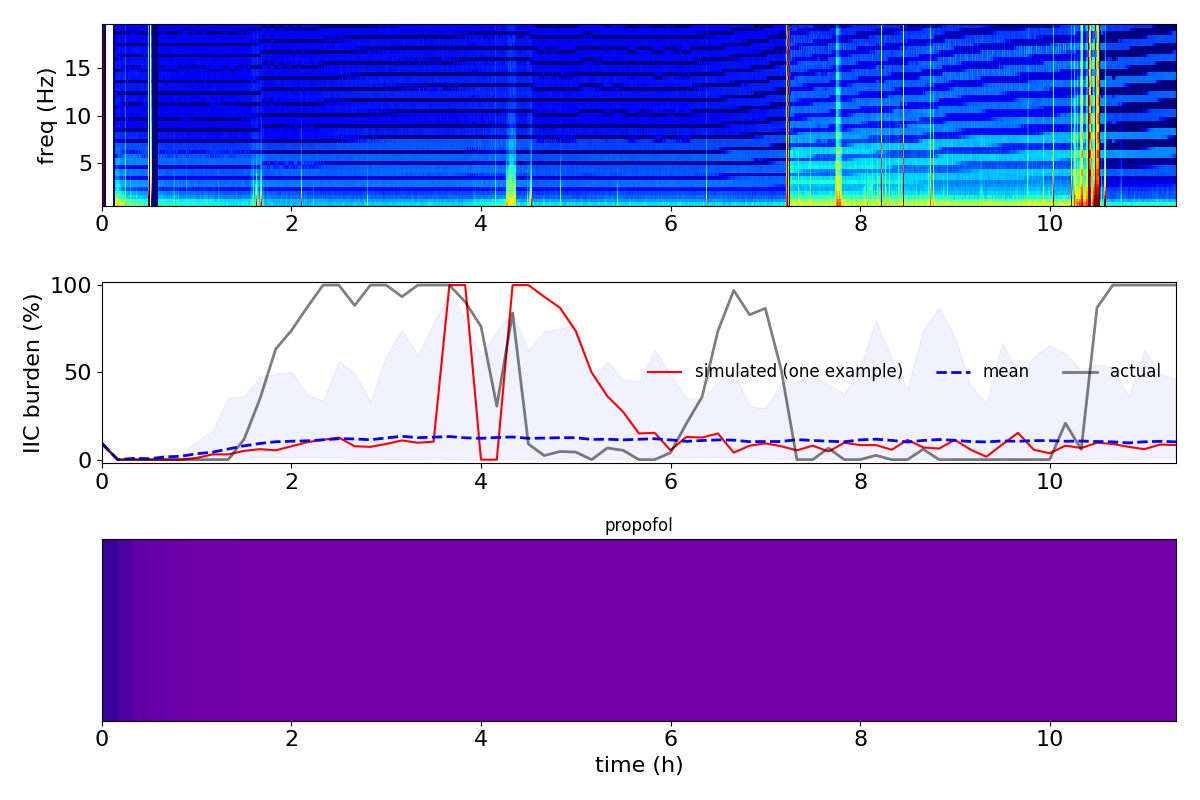 freq (Hz)
15
10
5
0 2 4 6 8 10
IIC burden (%)
100
50
0
simulated (one example) mean actual
0 2 4 6 8 10
propofol
0 2 4 6 8 10
time (h)